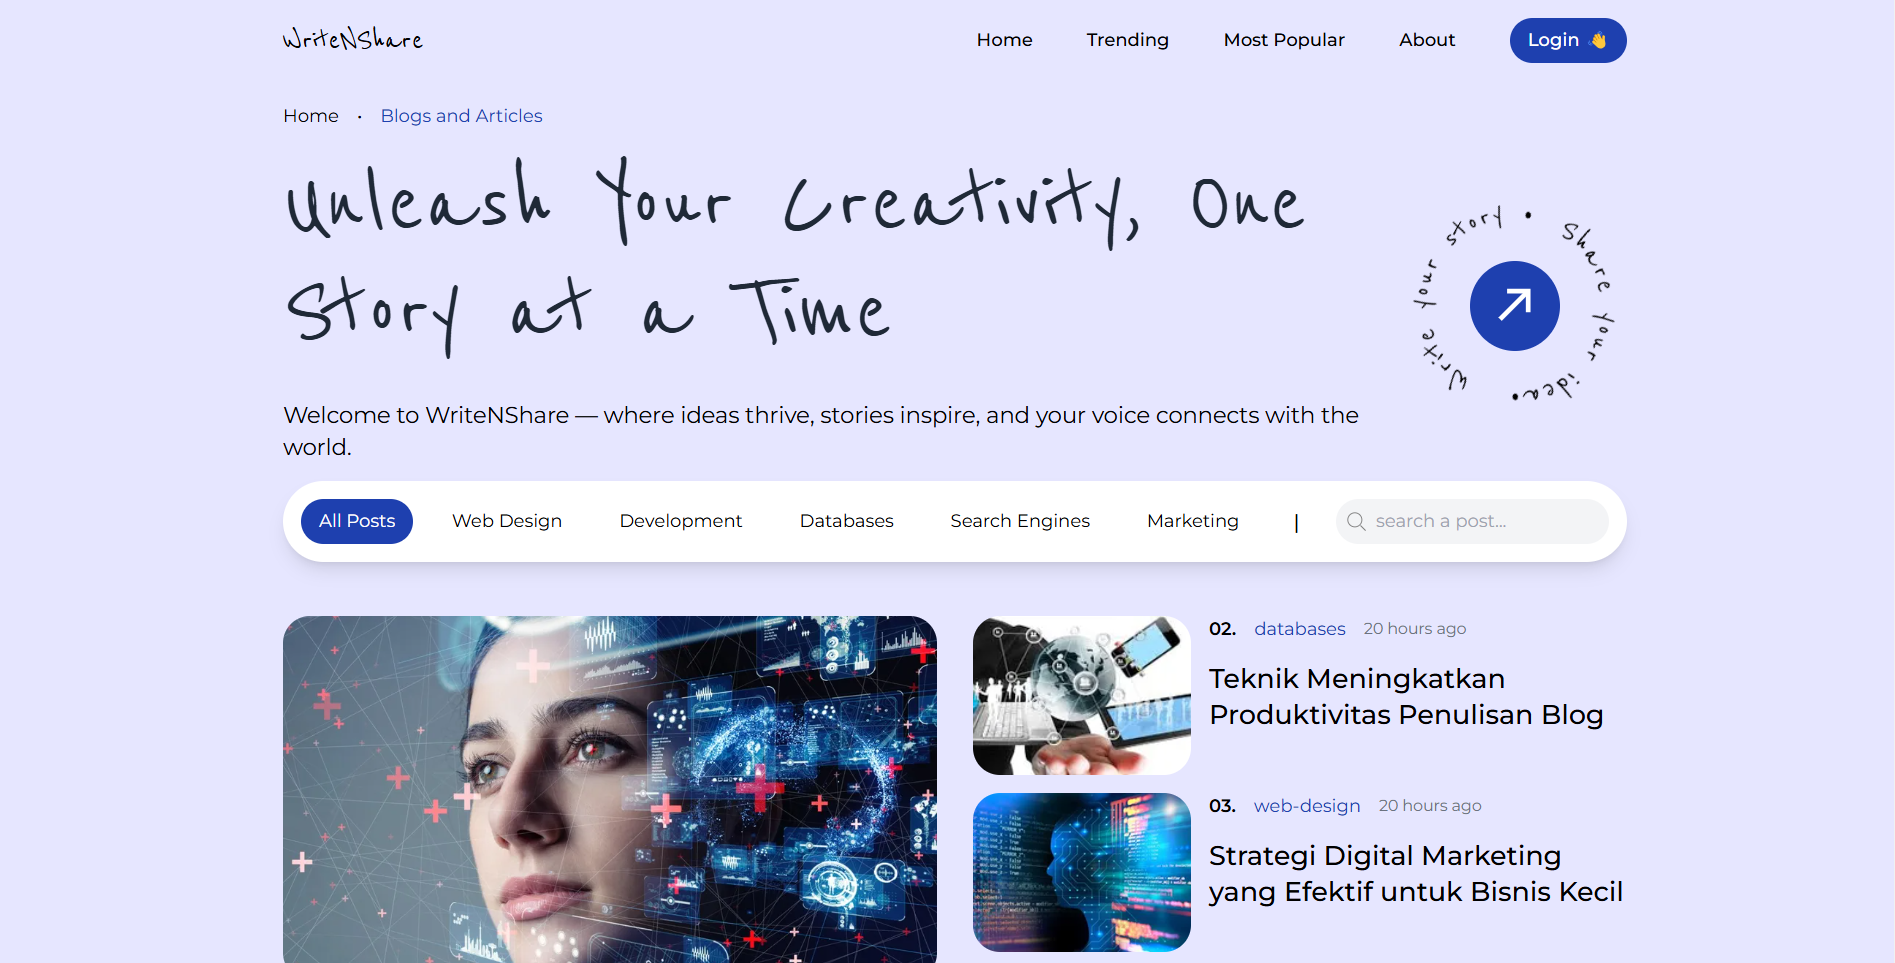 WriteNShare
Home Trending Most Popular About Login 👋
Home • Blogs and Articles
Unleash Your Creativity, One
Story at a Time
Write your story • Share your idea •
Welcome to WriteNShare — where ideas thrive, stories inspire, and your voice connects with the
world.
All Posts Web Design Development Databases Search Engines Marketing | search a post...
02. databases 20 hours ago
Teknik Meningkatkan
Produktivitas Penulisan Blog
03. web-design 20 hours ago
Strategi Digital Marketing
yang Efektif untuk Bisnis Kecil